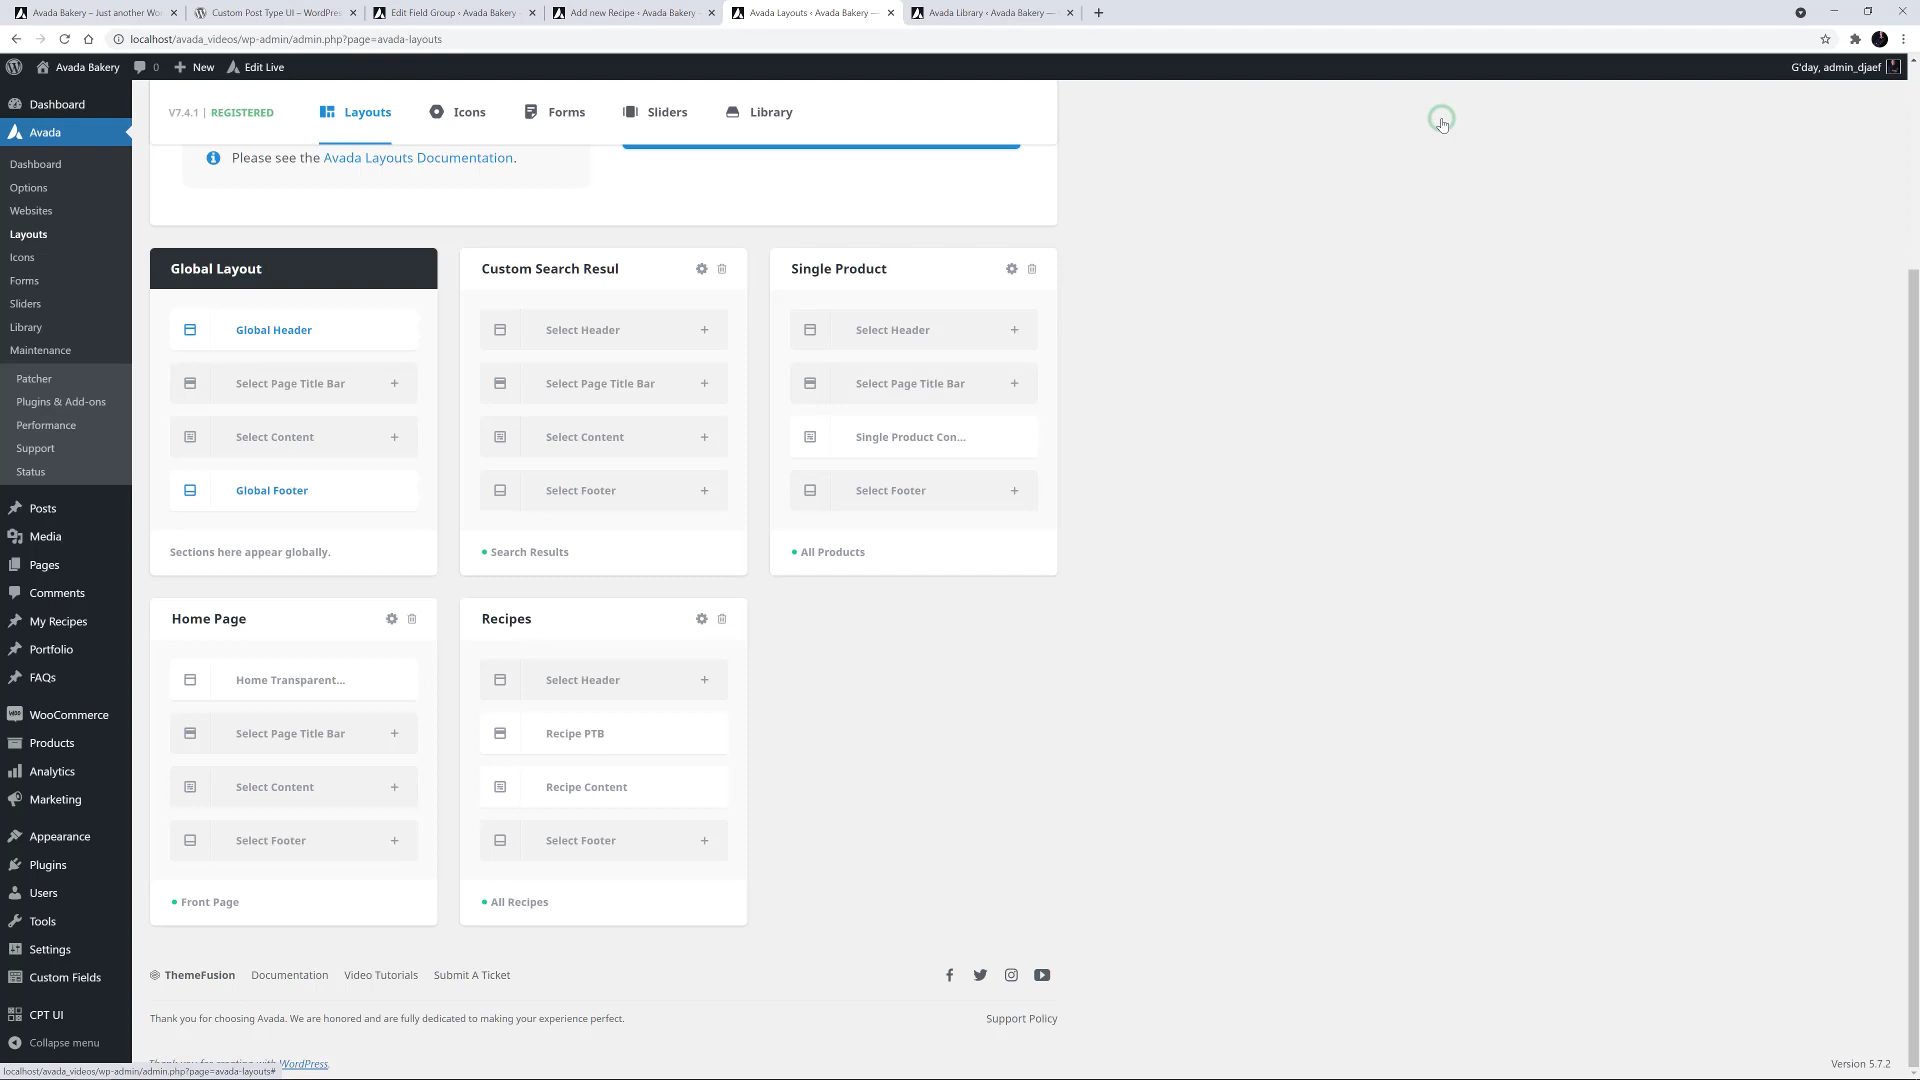 Avada Bakery – Just another Wo
Custom Post Type UI – WordPres
Edit Field Group ‹ Avada Bakery
Add new Recipe ‹ Avada Bakery
Avada Layouts ‹ Avada Bakery —
Avada Library ‹ Avada Bakery —
localhost/avada_videos/wp-admin/admin.php?page=avada-layouts
Avada Bakery
0
New
Edit Live
G'day, admin_djaef
Dashboard
Avada
Dashboard
Options
Websites
Layouts
Icons
Forms
Sliders
Library
Maintenance
Patcher
Plugins & Add-ons
Performance
Support
Status
Posts
Media
Pages
Comments
My Recipes
Portfolio
FAQs
WooCommerce
Products
Analytics
Marketing
Appearance
Plugins
Users
Tools
Settings
Custom Fields
CPT UI
Collapse menu
V7.4.1 | REGISTERED
Layouts
Icons
Forms
Sliders
Library
Please see the Avada Layouts Documentation.
Global Layout
Global Header
Select Page Title Bar +
Select Content +
Global Footer
Sections here appear globally.
Custom Search Resul
Select Header +
Select Page Title Bar +
Select Content +
Select Footer +
Search Results
Single Product
Select Header +
Select Page Title Bar +
Single Product Con...
Select Footer +
All Products
Home Page
Home Transparent...
Select Page Title Bar +
Select Content +
Select Footer +
Front Page
Recipes
Select Header +
Recipe PTB
Recipe Content
Select Footer +
All Recipes
ThemeFusion
Documentation
Video Tutorials
Submit A Ticket
Thank you for choosing Avada. We are honored and are fully dedicated to making your experience perfect.
Support Policy
Thank you for creating with WordPress.
Version 5.7.2
localhost/avada_videos/wp-admin/admin.php?page=avada-layouts#